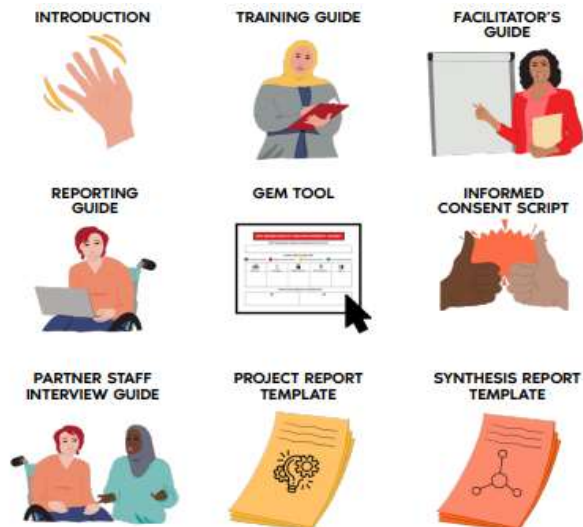 INTRODUCTION
TRAINING GUIDE
FACILITATOR'S
GUIDE
REPORTING
GUIDE
GEM TOOL
INFORMED
CONSENT SCRIPT
PARTNER STAFF
INTERVIEW GUIDE
PROJECT REPORT
TEMPLATE
SYNTHESIS REPORT
TEMPLATE